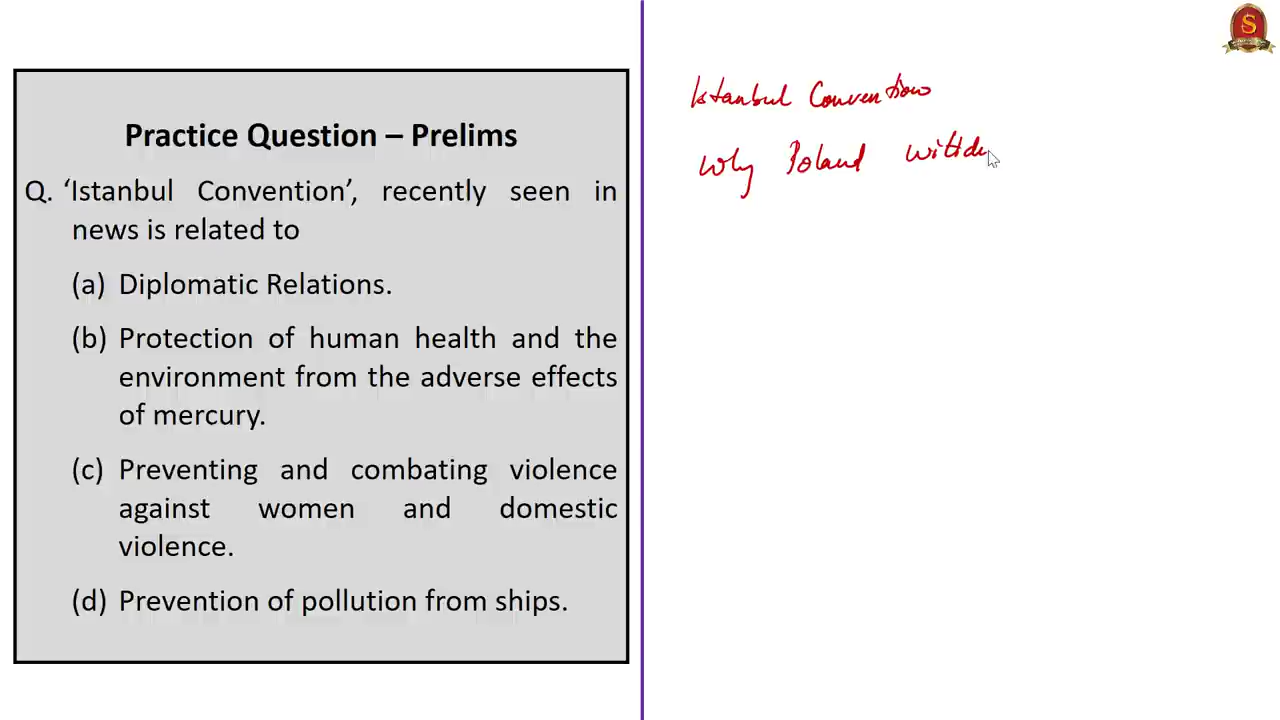 Practice Question – Prelims
Q. ‘Istanbul Convention’, recently seen in
news is related to
(a) Diplomatic Relations.
(b) Protection of human health and the
environment from the adverse effects
of mercury.
(c) Preventing and combating violence
against women and domestic
violence.
(d) Prevention of pollution from ships.
Istanbul Convention
Why Poland
S